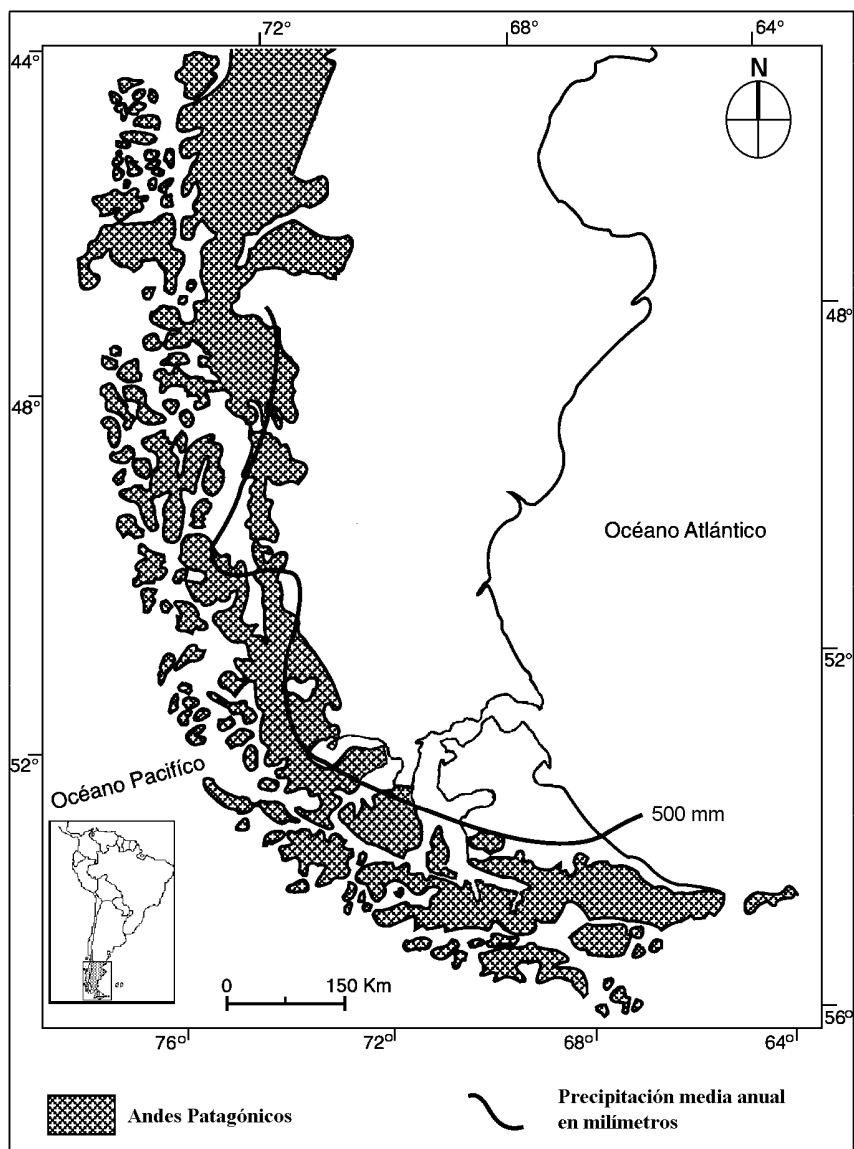 72°
68°
64°
44°
N
48°
48°
Océano Atlántico
52°
52°
Océano Pacifíco
500 mm
0
150 Km
56°
76°
72°
68°
64°
Andes Patagónicos
Precipitación media anual
en milímetros